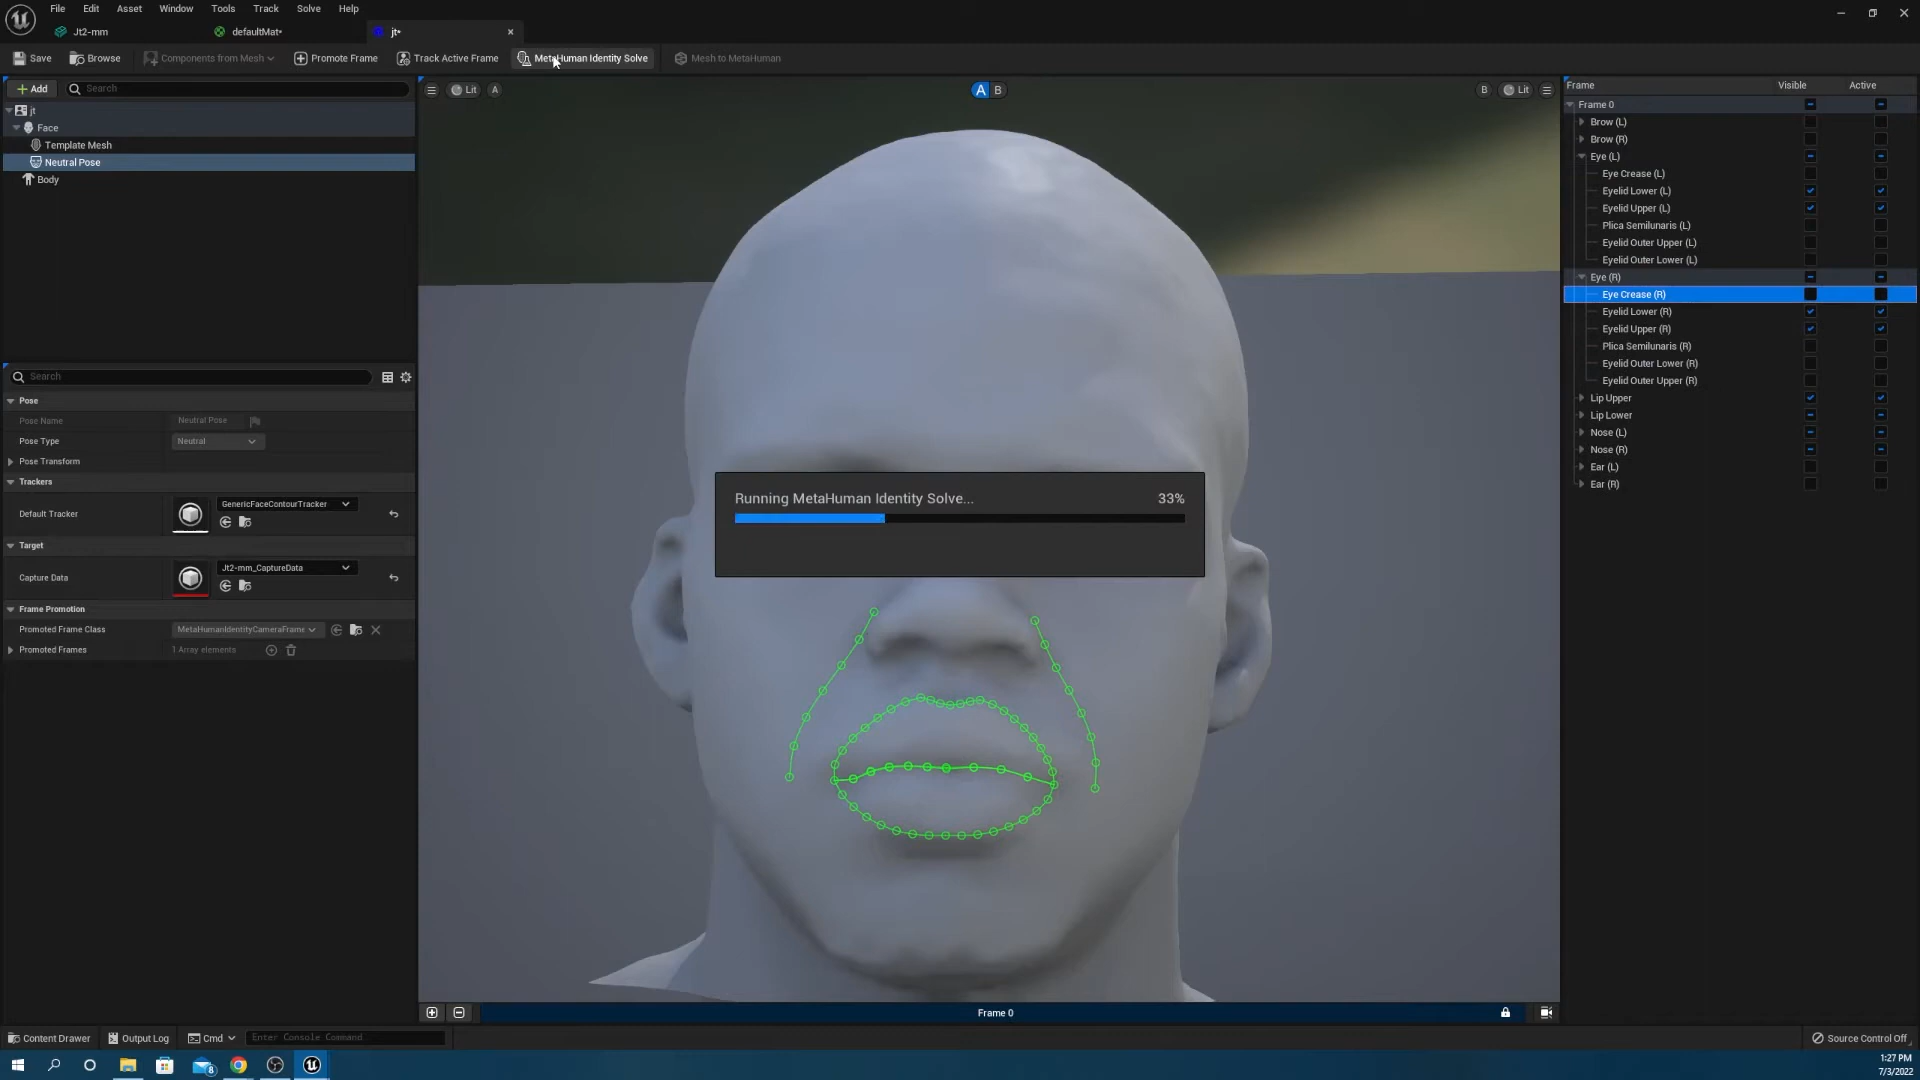 File Edit Asset Window Tools Track Solve Help
Jt2-mm defaultMat* jt*
Save Browse Components from Mesh Promote Frame Track Active Frame MetaHuman Identity Solve Mesh to MetaHuman
Add Search
jt
Face
Template Mesh
Neutral Pose
Body
Lit A A B B Lit
Frame Visible Active
Frame 0
Brow (L)
Brow (R)
Eye (L)
Eye Crease (L)
Eyelid Lower (L)
Eyelid Upper (L)
Plica Semilunaris (L)
Eyelid Outer Upper (L)
Eyelid Outer Lower (L)
Eye (R)
Eye Crease (R)
Eyelid Lower (R)
Eyelid Upper (R)
Plica Semilunaris (R)
Eyelid Outer Lower (R)
Eyelid Outer Upper (R)
Lip Upper
Lip Lower
Nose (L)
Nose (R)
Ear (L)
Ear (R)
Search
Pose
Pose Name Neutral Pose
Pose Type Neutral
Pose Transform
Trackers
Default Tracker GenericFaceContourTracker
Target
Capture Data Jt2-mm_CaptureData
Frame Promotion
Promoted Frame Class MetaHumanIdentityCameraFrame
Promoted Frames 1 Array elements
Running MetaHuman Identity Solve... 33%
Frame 0
Content Drawer Output Log Cmd Enter Console Command Source Control Off
8
1:27 PM
7/3/2022